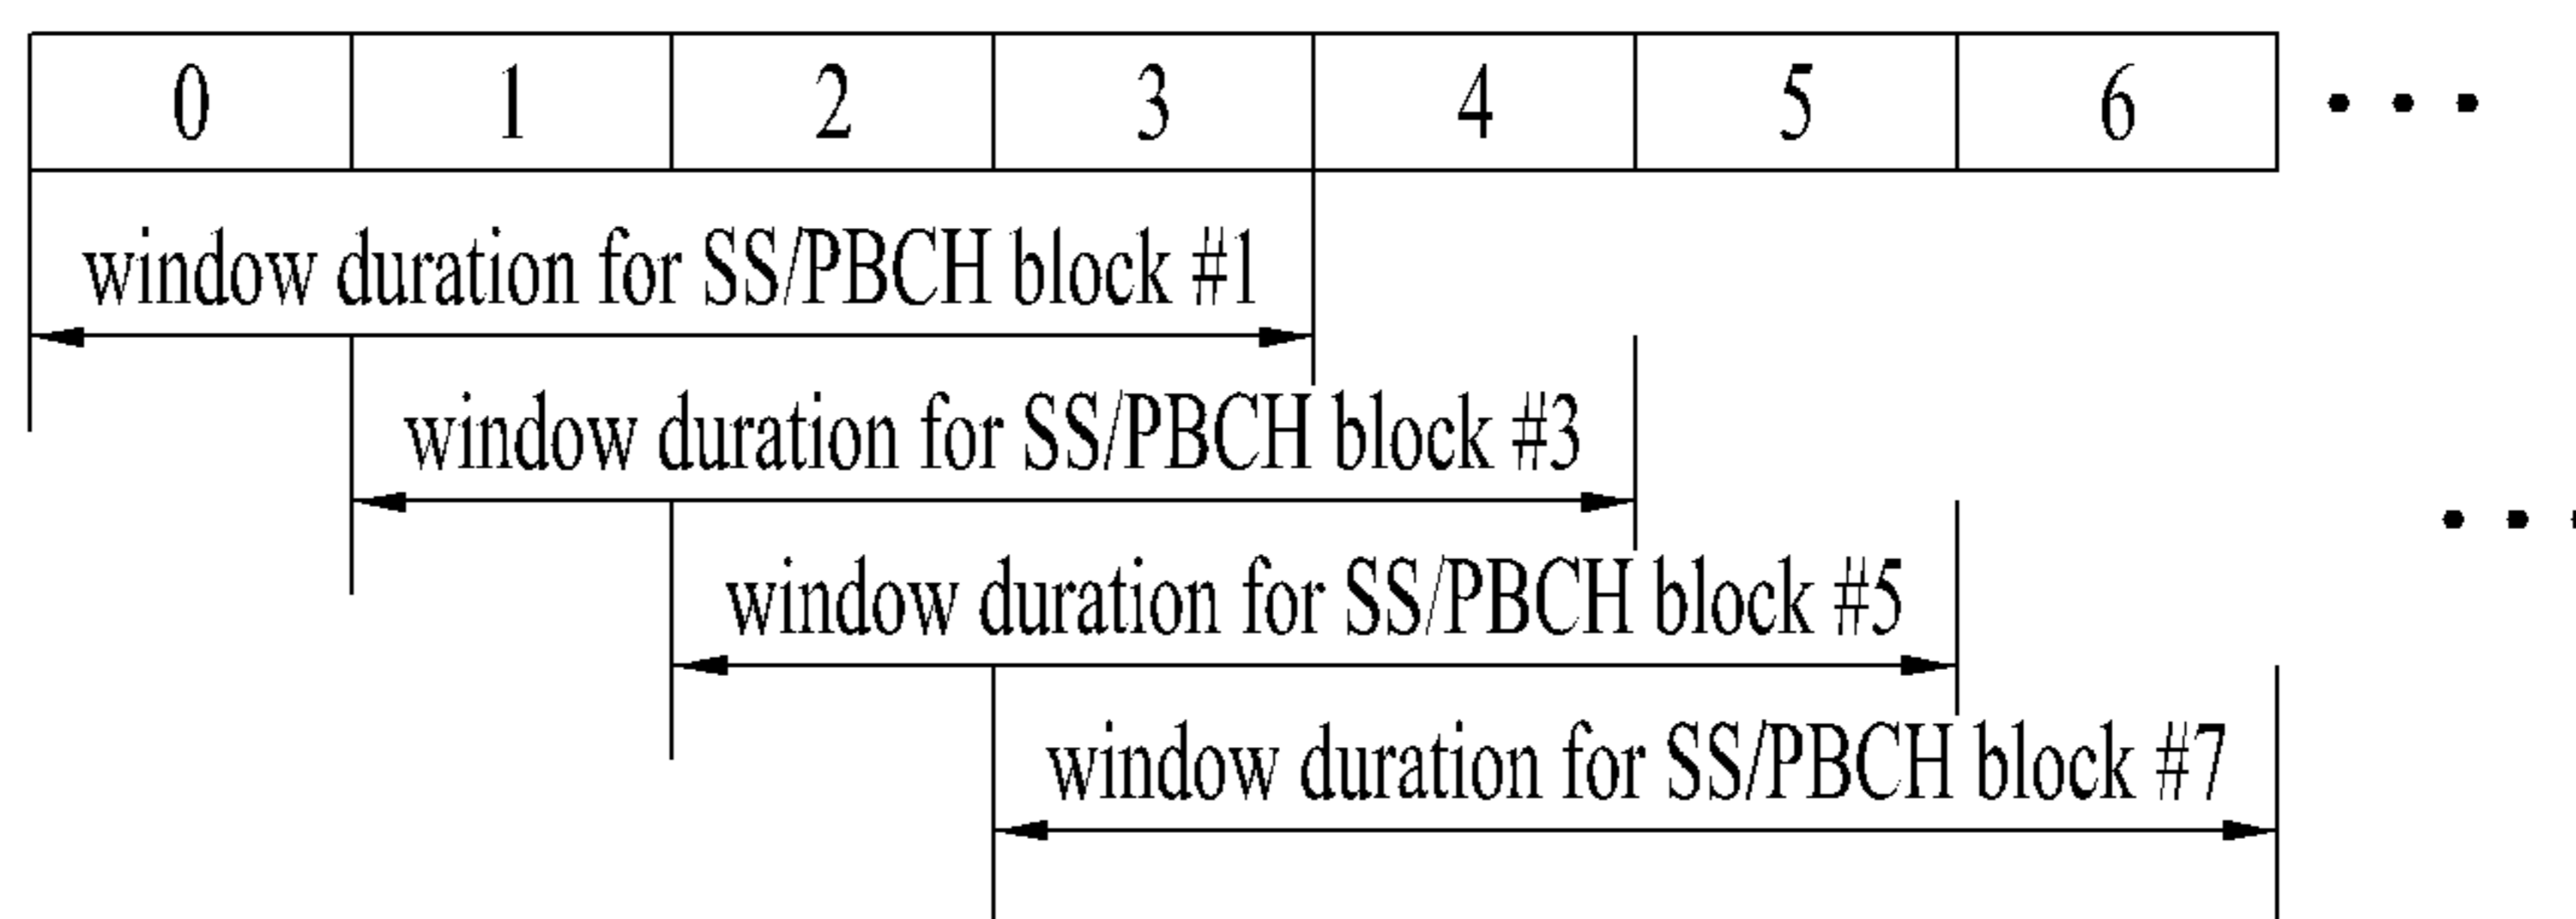 0 1 2 3 4 5 6 • • •
window duration for SS/PBCH block #1
window duration for SS/PBCH block #3
window duration for SS/PBCH block #5
window duration for SS/PBCH block #7